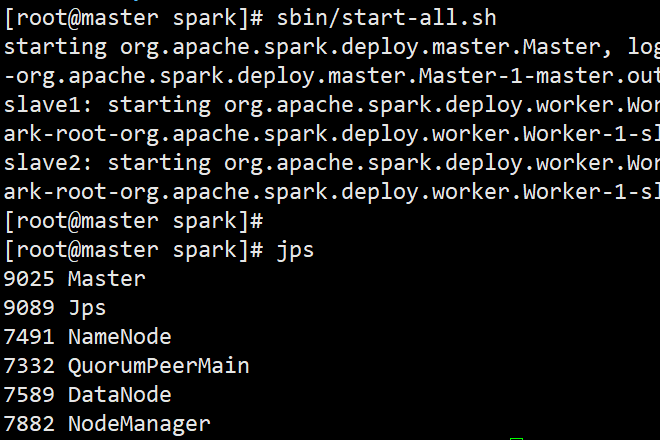 [root@master spark]# sbin/start-all.sh
starting org.apache.spark.deploy.master.Master, log
-org.apache.spark.deploy.master.Master-1-master.out
slave1: starting org.apache.spark.deploy.worker.Wor
ark-root-org.apache.spark.deploy.worker.Worker-1-sl
slave2: starting org.apache.spark.deploy.worker.Wor
ark-root-org.apache.spark.deploy.worker.Worker-1-sl
[root@master spark]#
[root@master spark]# jps
9025 Master
9089 Jps
7491 NameNode
7332 QuorumPeerMain
7589 DataNode
7882 NodeManager